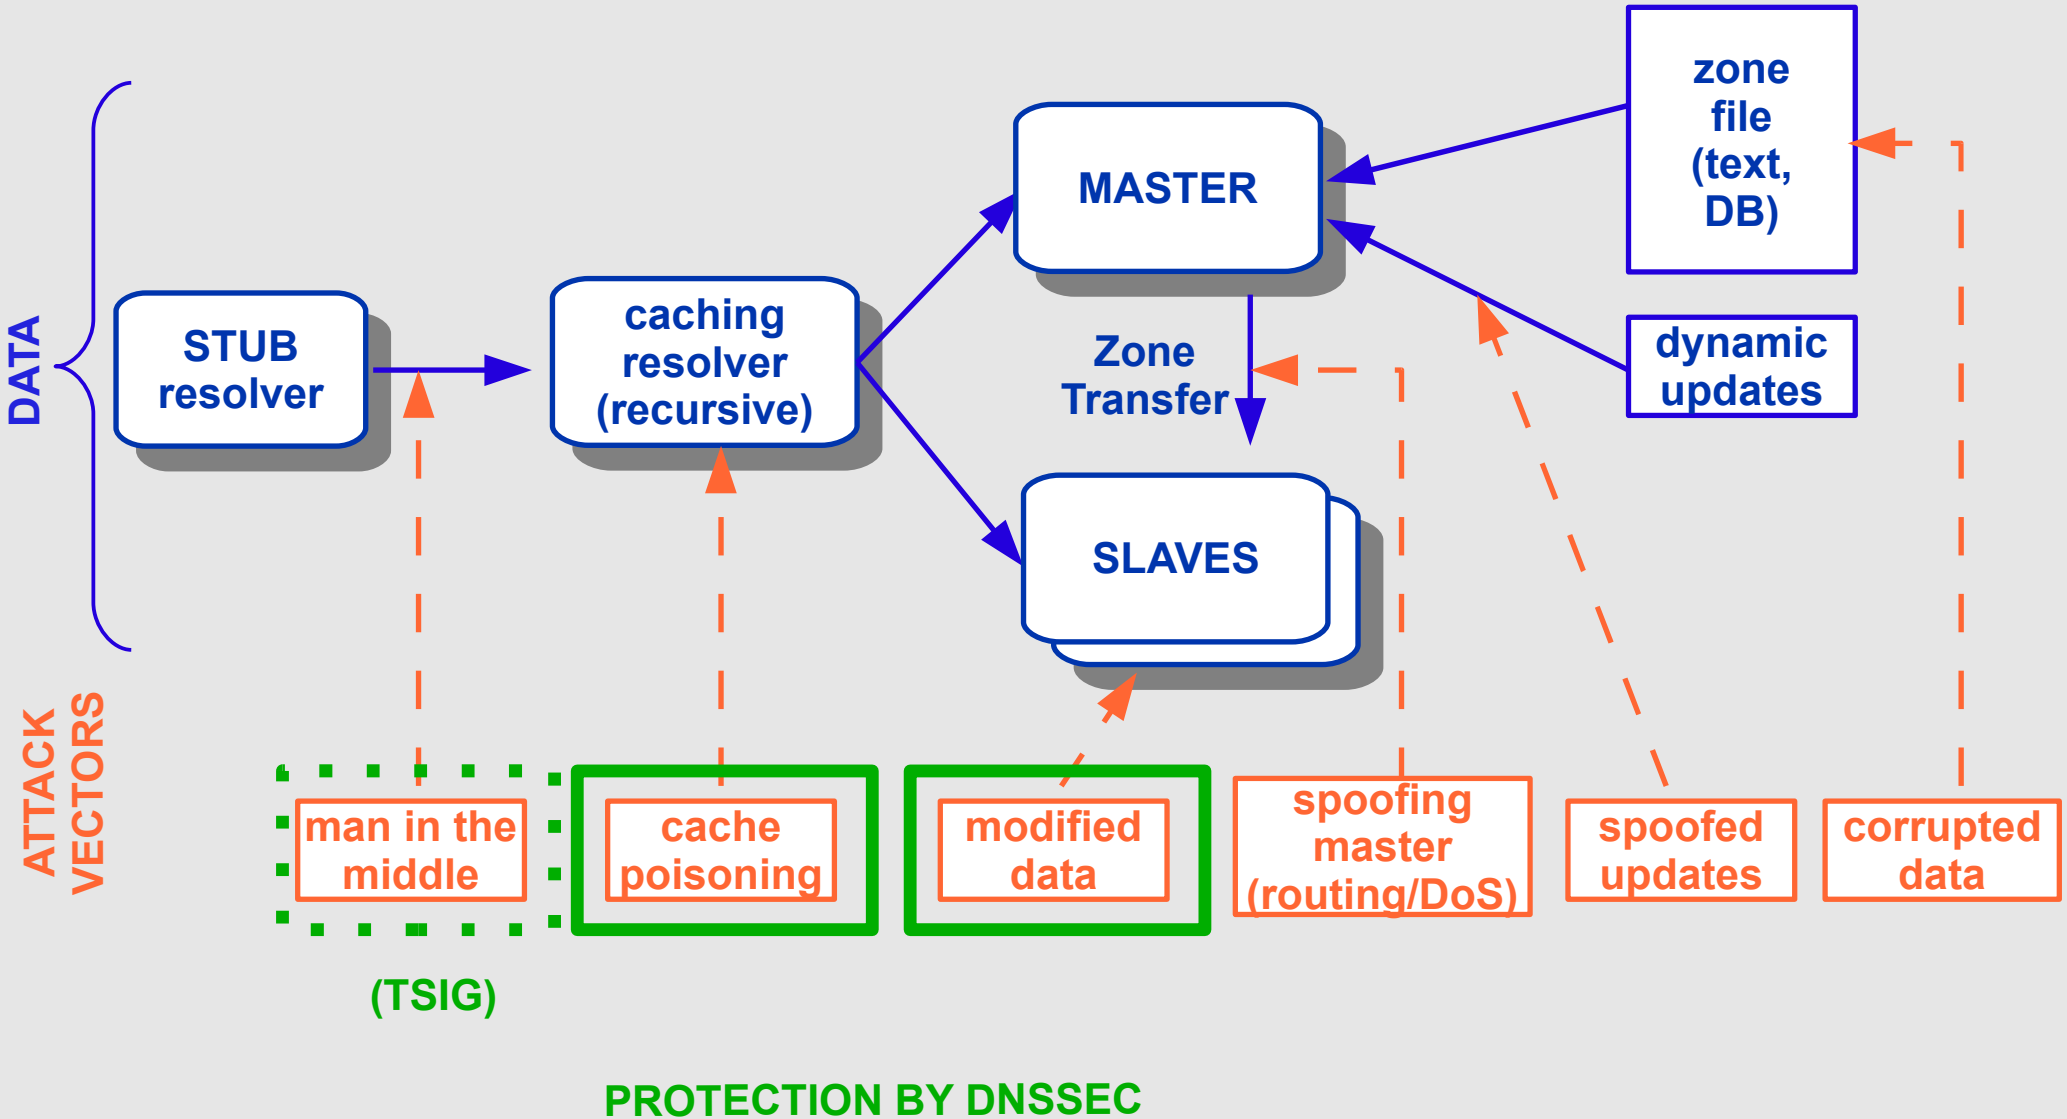 DATA
STUB
resolver
caching
resolver
(recursive)
MASTER
Zone
Transfer
SLAVES
zone
file
(text,
DB)
dynamic
updates
ATTACK
VECTORS
man in the
middle
cache
poisoning
modified
data
spoofing
master
(routing/DoS)
spoofed
updates
corrupted
data
(TSIG)
PROTECTION BY DNSSEC